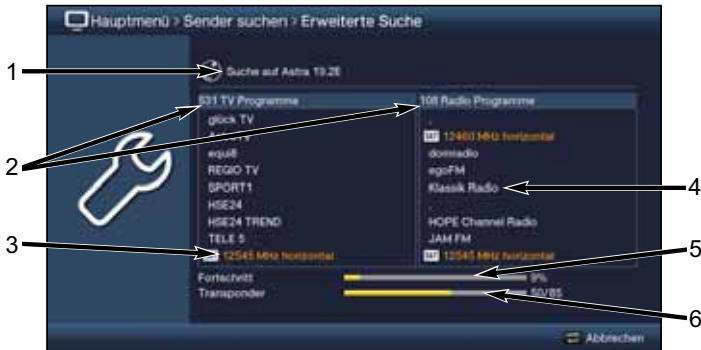 Hauptmenü > Sender suchen > Erweiterte Suche
1
Suche auf Astra 19.2E
2
TV Programme
108 Radio Programme
glück TV
equi8
REGIO TV
SPORT1
HSE24
HSE24 TREND
TELE 5
3
12545 MHz horizontal
.
SAT 12460 MHz horizontal
domradio
egoFM
Klassik Radio
4
.
HOPE Channel Radio
JAM FM
SAT 12545 MHz horizontal
5
Fortschritt
9%
Transponder
50/85
6
Abbrechen